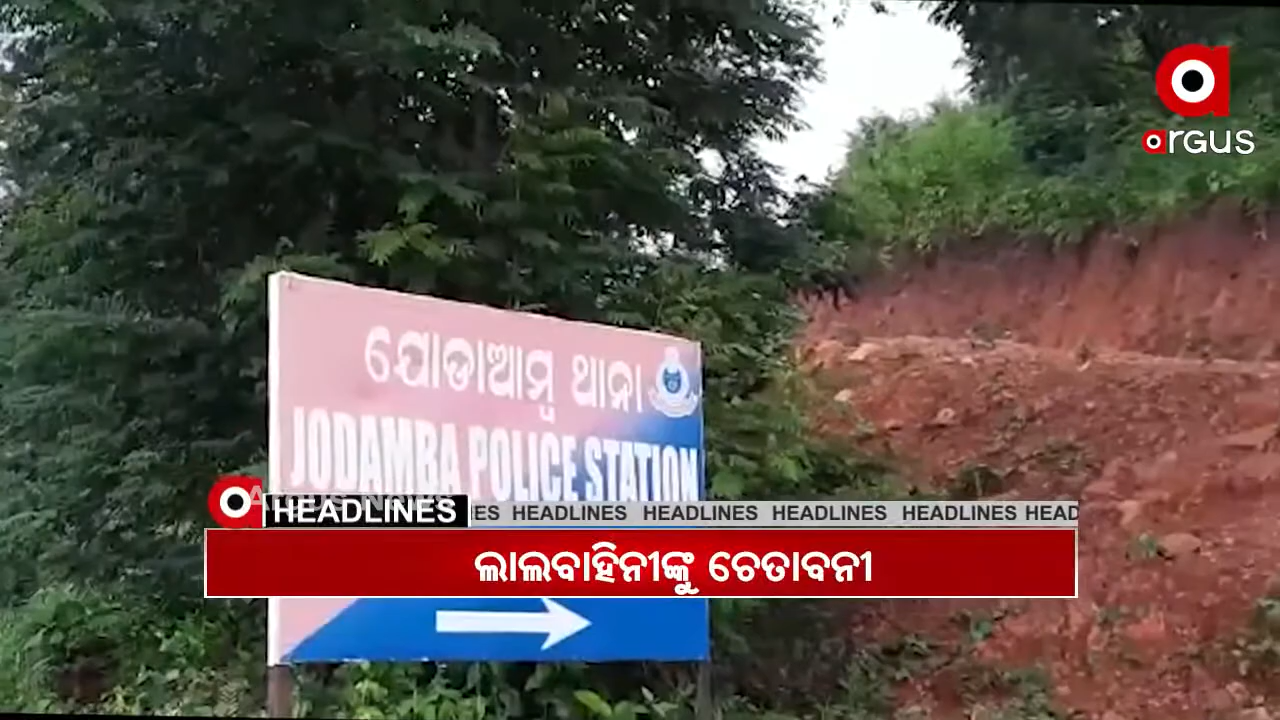 argus
ଯୋଡାଆମ୍ବ ଥାନା
JODAMBA POLICE STATION
HEADLINES
HEADLINES HEADLINES HEADLINES HEADLINES
ଲାଲବାହିନୀଙ୍କୁ ଚେତାବନୀ